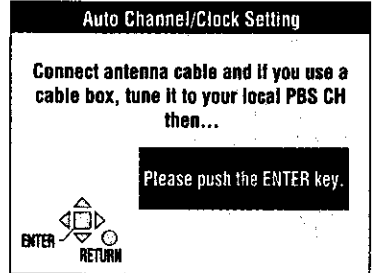 Auto Channel/Clock Setting
Connect antenna cable and if you use a
cable box, tune it to your local PBS CH
then...
Please push the ENTER key.
ENTER
RETURN